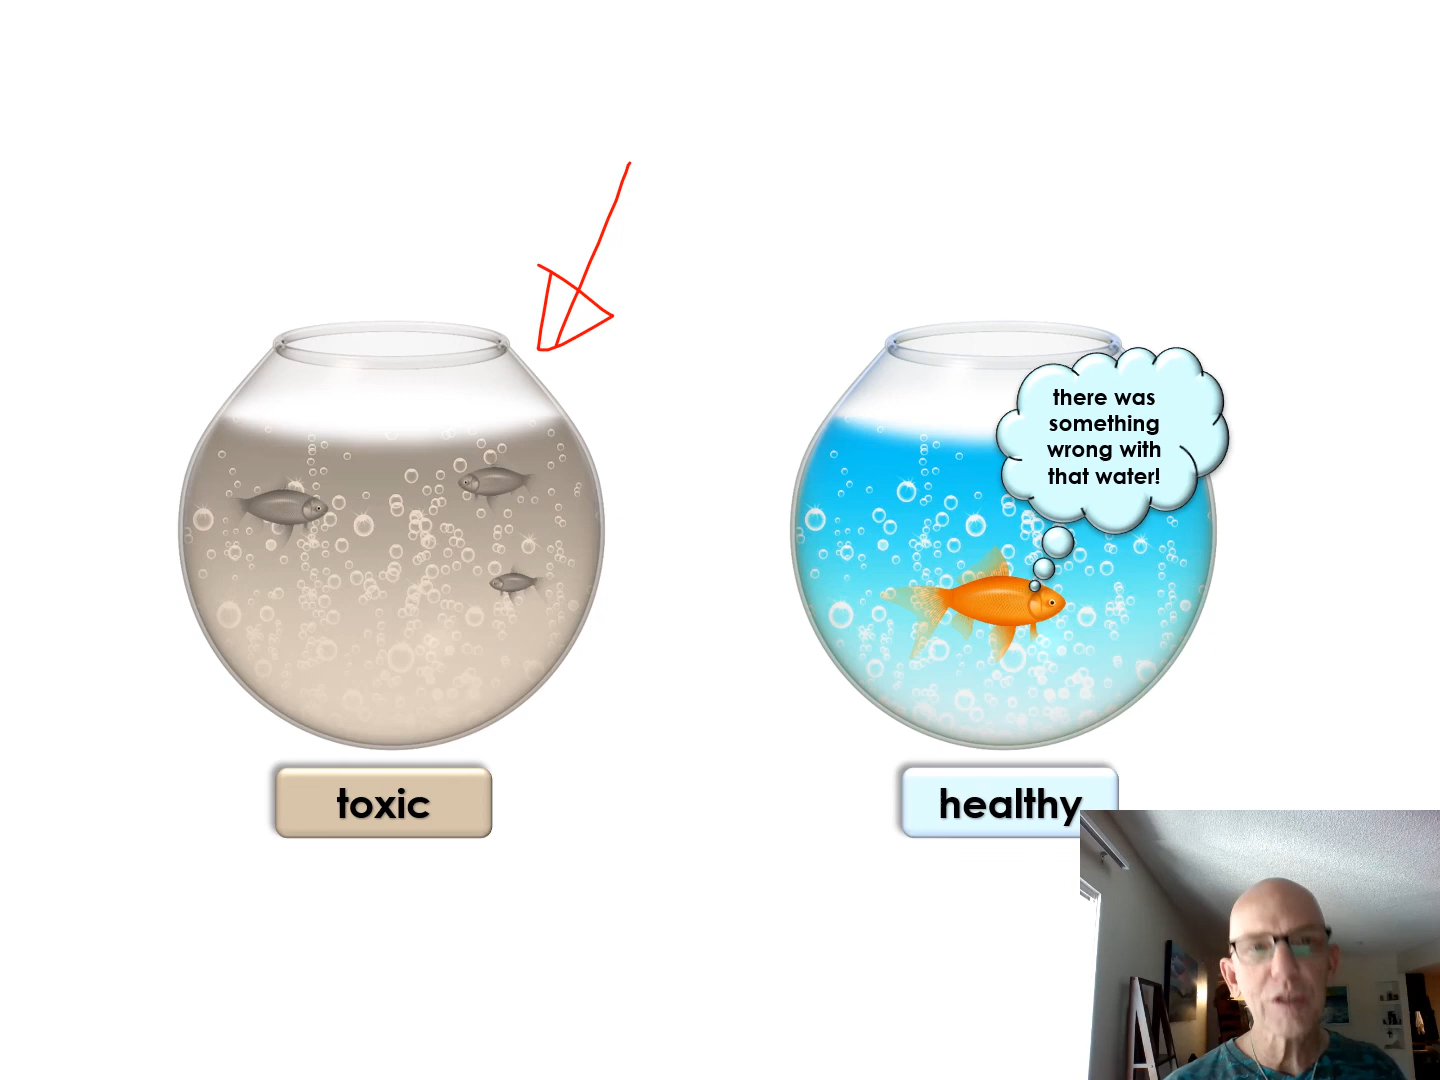 there was
something
wrong with
that water!
toxic
healthy